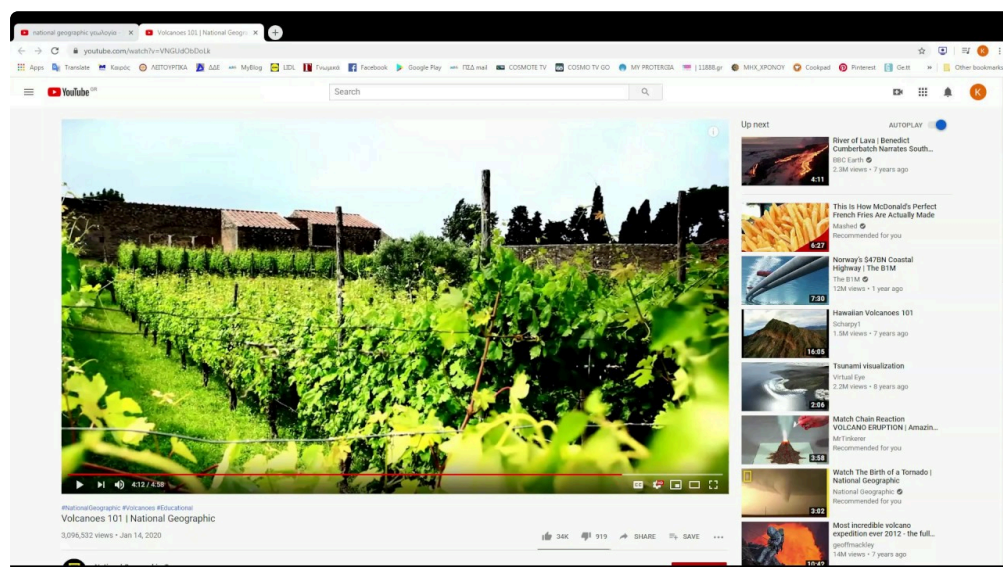 national geographic γεωλογία
Volcanoes 101 | National Geogra
youtube.com/watch?v=VNGUdObDoLk
Apps Translate Καιρός ΛΕΙΤΟΥΡΓΙΚΑ ΔΔΕ MyBlog LIDL Γνωμικά Facebook Google Play ΠΣΔ mail COSMOTE TV COSMO TV GO MY PROTERGIA | 11888.gr ΜΗΧ_ΧΡΟΝΟΥ Cookpad Pinterest Ge.tt » Other bookmarks
K
YouTube GR
Search
K
Up next
AUTOPLAY
River of Lava | Benedict
Cumberbatch Narrates South...
BBC Earth
2.3M views • 7 years ago
4:11
This Is How McDonald's Perfect
French Fries Are Actually Made
Mashed
Recommended for you
6:27
Norway's $47BN Coastal
Highway | The B1M
The B1M
12M views • 1 year ago
7:30
Hawaiian Volcanoes 101
Scharpy1
1.5M views • 7 years ago
16:05
Tsunami visualization
Virtual Eye
2.2M views • 8 years ago
2:06
Match Chain Reaction
VOLCANO ERUPTION | Amazin...
MrTinkerer
Recommended for you
3:58
Watch The Birth of a Tornado |
National Geographic
National Geographic
Recommended for you
3:02
Most incredible volcano
expedition ever 2012 - the full...
geoffmackley
14M views • 7 years ago
10:42
4:12 / 4:58
#NationalGeographic #Volcanoes #Educational
Volcanoes 101 | National Geographic
3,096,532 views • Jan 14, 2020
34K 919 SHARE SAVE